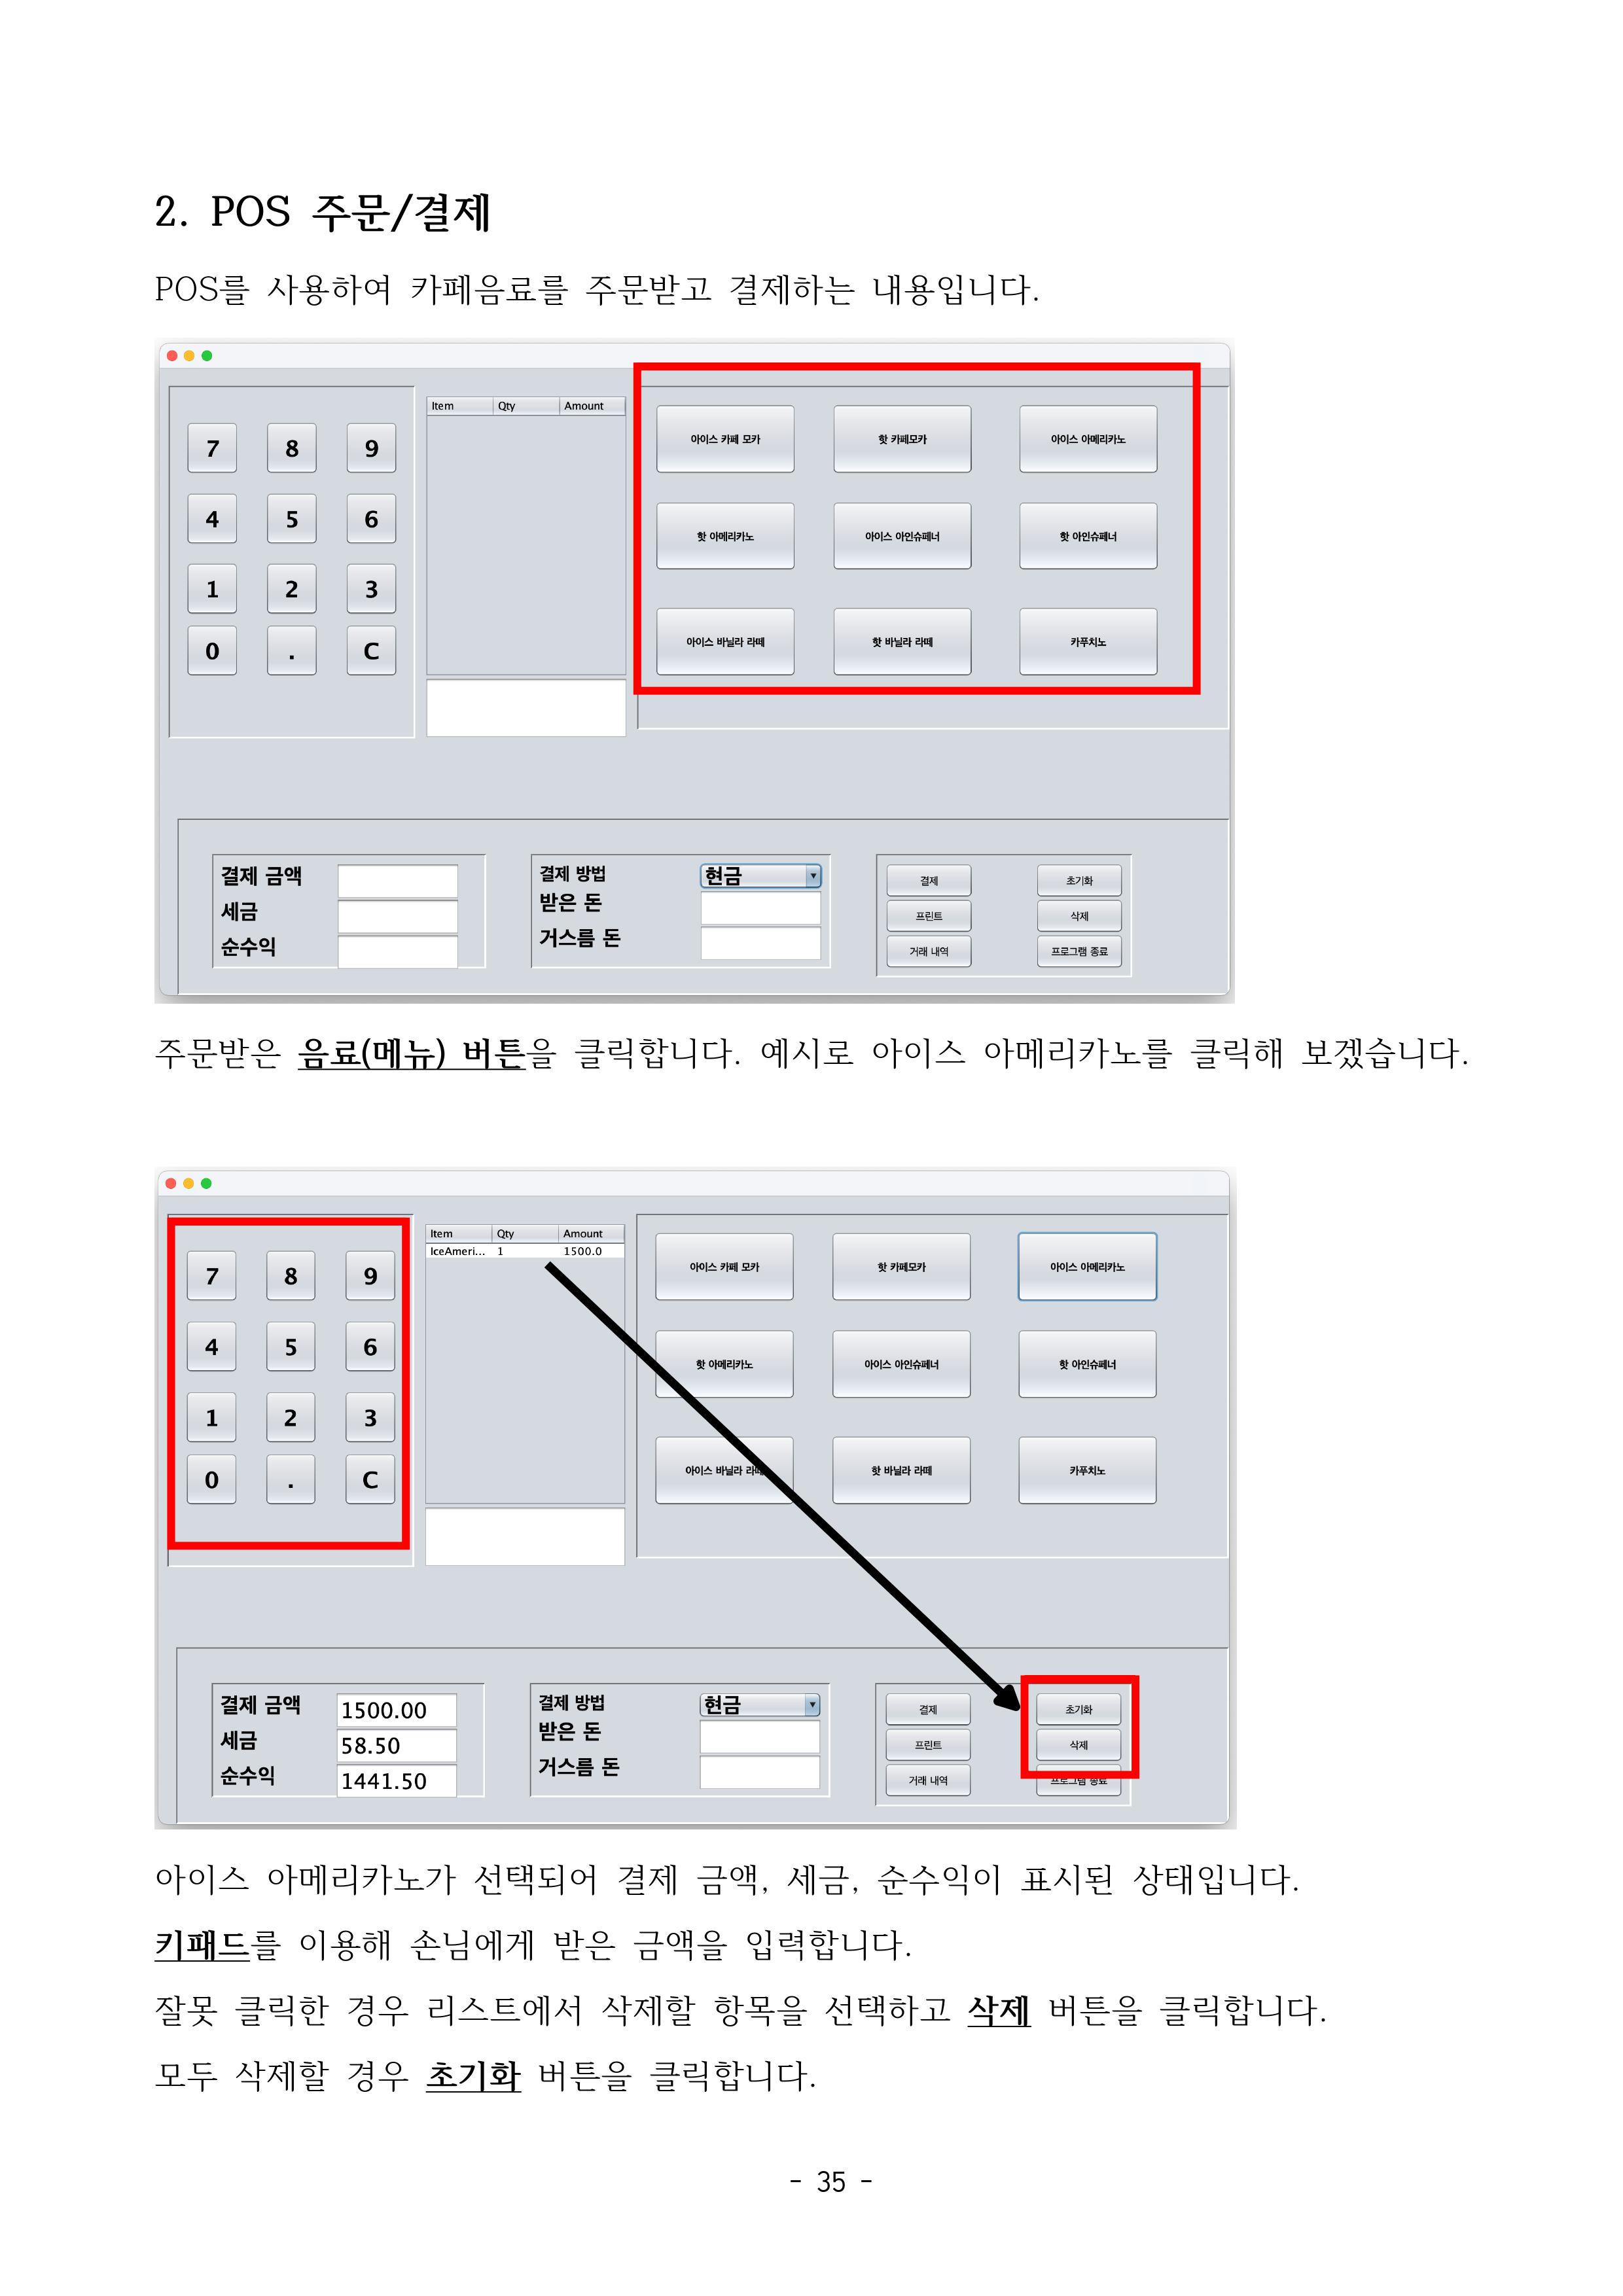 2. POS 주문/결제
POS를 사용하여 카페음료를 주문받고 결제하는 내용입니다.
Item Qty Amount
7 8 9
4 5 6
1 2 3
0 . C
아이스 카페 모카 핫 카페모카 아이스 아메리카노
핫 아메리카노 아이스 아인슈페너 핫 아인슈페너
아이스 바닐라 라떼 핫 바닐라 라떼 카푸치노
결제 금액
세금
순수익
결제 방법 현금
받은 돈
거스름 돈
결제 초기화
프린트 삭제
거래 내역 프로그램 종료
주문받은 음료(메뉴) 버튼을 클릭합니다. 예시로 아이스 아메리카노를 클릭해 보겠습니다.
7 8 9
4 5 6
1 2 3
0 . C
Item Qty Amount
IceAmeri... 1 1500.0
아이스 카페 모카 핫 카페모카 아이스 아메리카노
핫 아메리카노 아이스 아인슈페너 핫 아인슈페너
아이스 바닐라 라떼 핫 바닐라 라떼 카푸치노
결제 금액 1500.00
세금 58.50
순수익 1441.50
결제 방법 현금
받은 돈
거스름 돈
결제 초기화
프린트 삭제
거래 내역 프로그램 종료
아이스 아메리카노가 선택되어 결제 금액, 세금, 순수익이 표시된 상태입니다.
키패드를 이용해 손님에게 받은 금액을 입력합니다.
잘못 클릭한 경우 리스트에서 삭제할 항목을 선택하고 삭제 버튼을 클릭합니다.
모두 삭제할 경우 초기화 버튼을 클릭합니다.
- 35 -